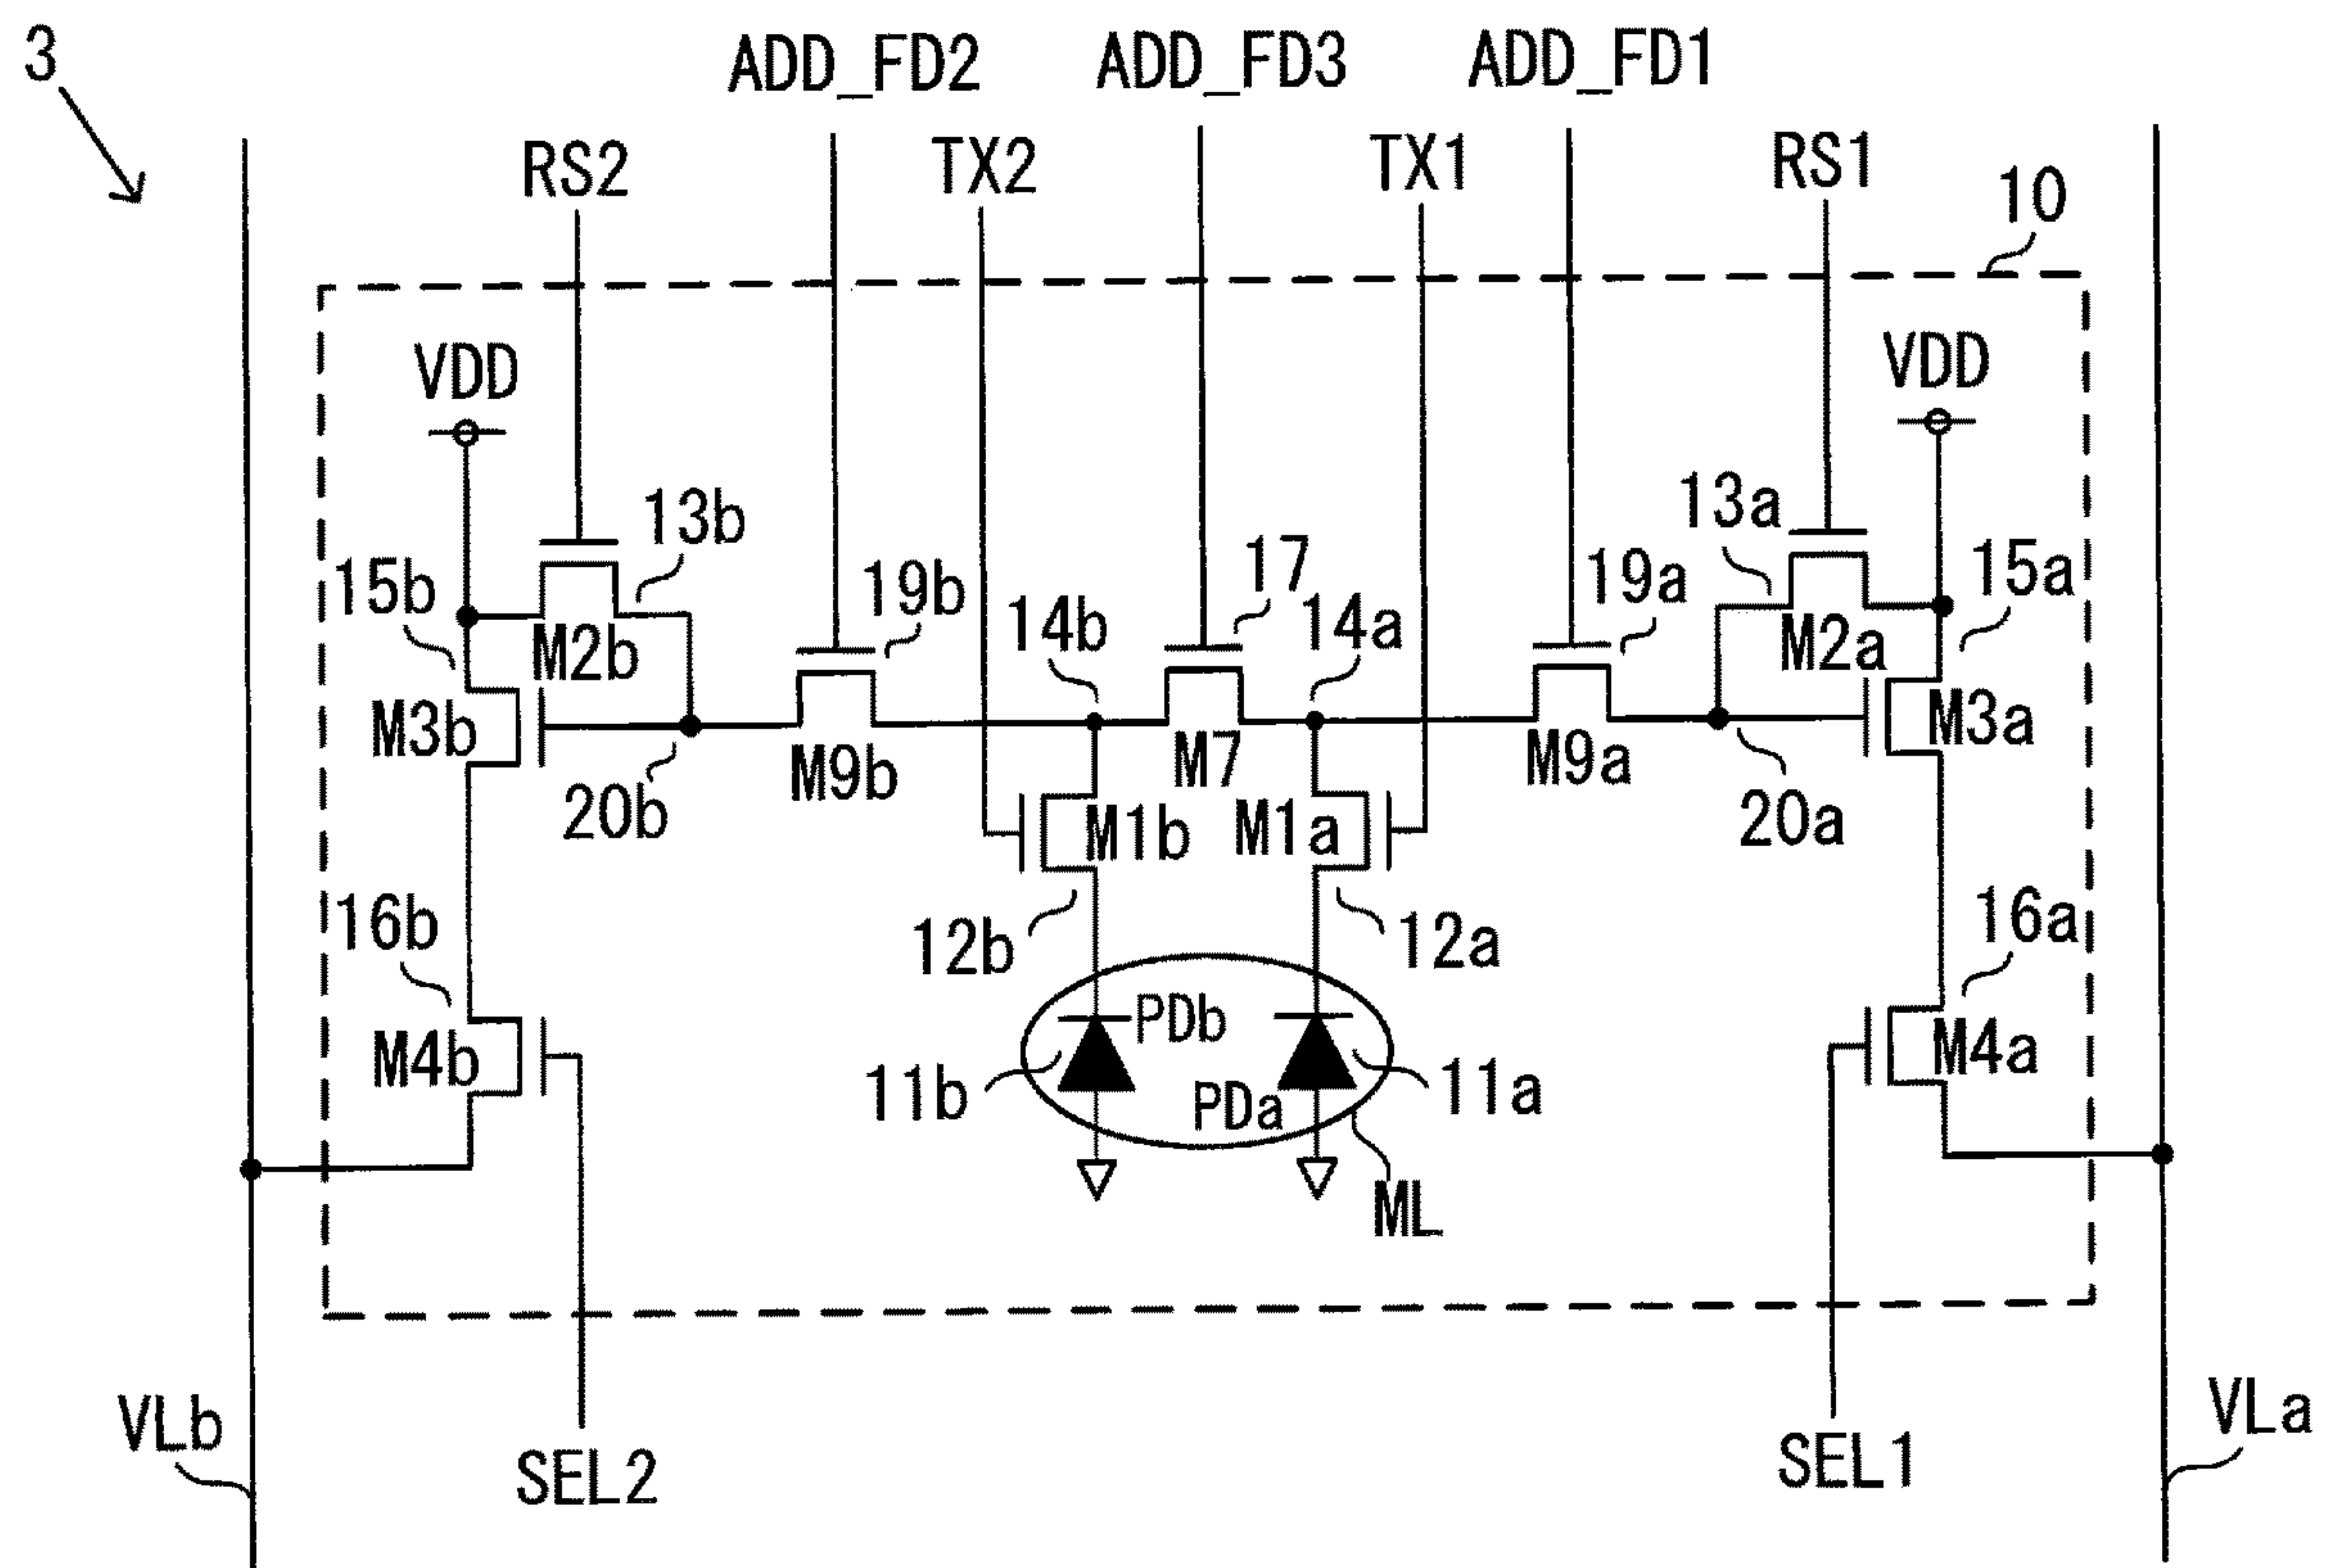 3
ADD_FD2 ADD_FD3 ADD_FD1
RS2 TX2 TX1 RS1
10
VDD VDD
13b 13a
15b 19b 17 19a 15a
14b 14a
M2b M2a
M3b M9b M7 M9a M3a
20b 20a
M1b M1a
16b 12b 12a 16a
PDb
M4b M4a
11b PDa 11a
ML
VLb VLa
SEL2 SEL1